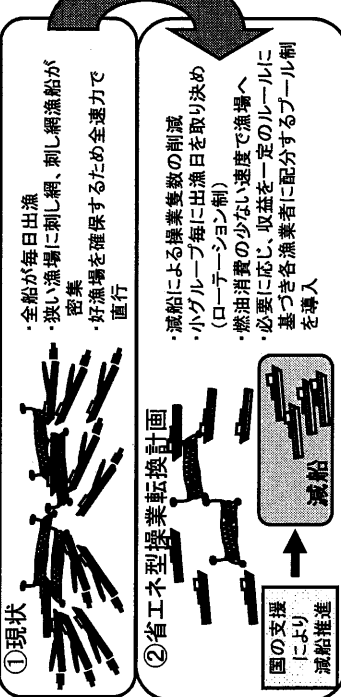 ①現状
・全船が毎日出漁
・狭い漁場に刺し網、刺し網漁船が
密集
・好漁場を確保するため全速力で
直行
②省エネ型操業転換計画
・減船による操業隻数の削減
・小グループ毎に出漁日を取り決め
(ローテーション制)
・燃油消費の少ない速度で漁場へ
・必要に応じ、収益を一定のルールに
基づき各漁業者に配分するプール制
を導入
国の支援
により
減船推進
減船